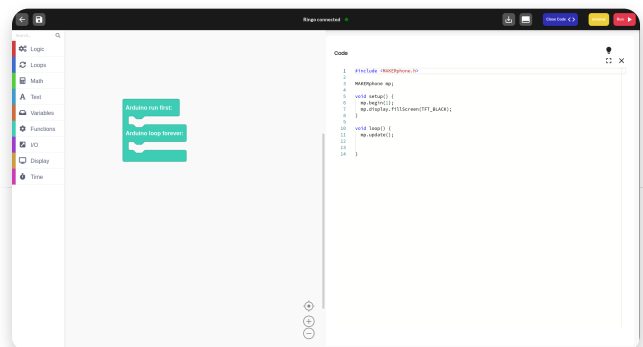 Ringo connected
Close Code
Run
Search
Logic
Loops
Math
Text
Variables
Functions
I/O
Display
Time
Arduino run first:
Arduino loop forever:
Code
1 #include <MAKERphone.h>
2
3 MAKERphone mp;
4
5 void setup() {
6 mp.begin(1);
7 mp.display.fillScreen(TFT_BLACK);
8 }
9
10 void loop() {
11 mp.update();
12
13
14 }